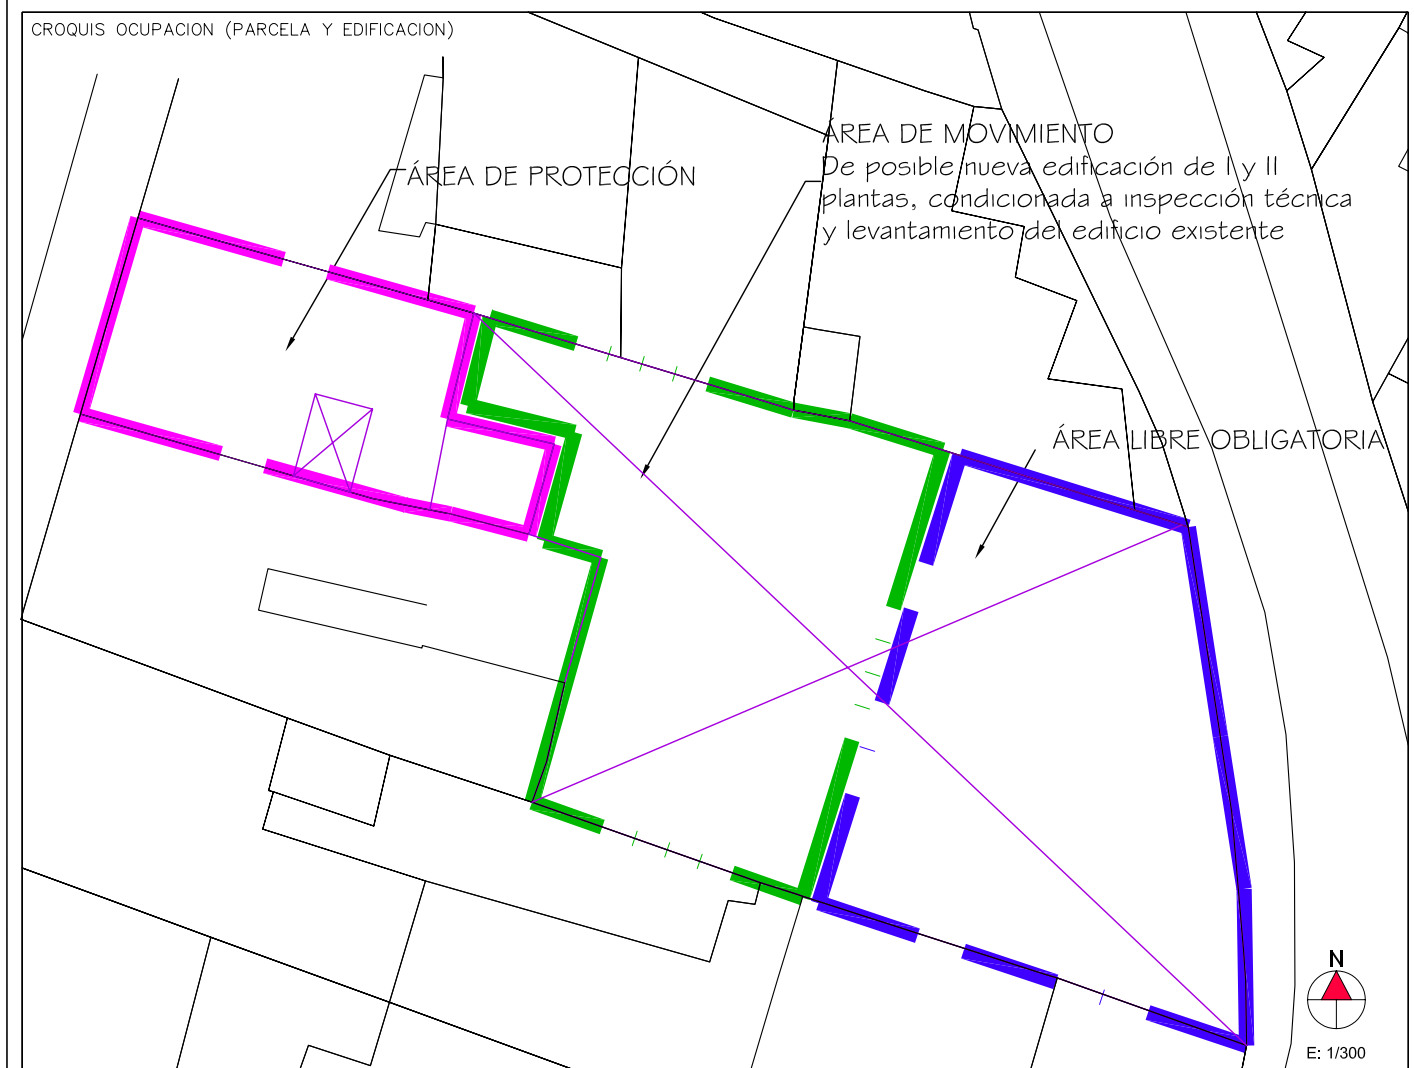 CROQUIS OCUPACION (PARCELA Y EDIFICACION)
ÁREA DE PROTECCIÓN
ÁREA DE MOVIMIENTO
De posible nueva edificación de I y II
plantas, condicionada a inspección técnica
y levantamiento del edificio existente
ÁREA LIBRE OBLIGATORIA
N
E: 1/300